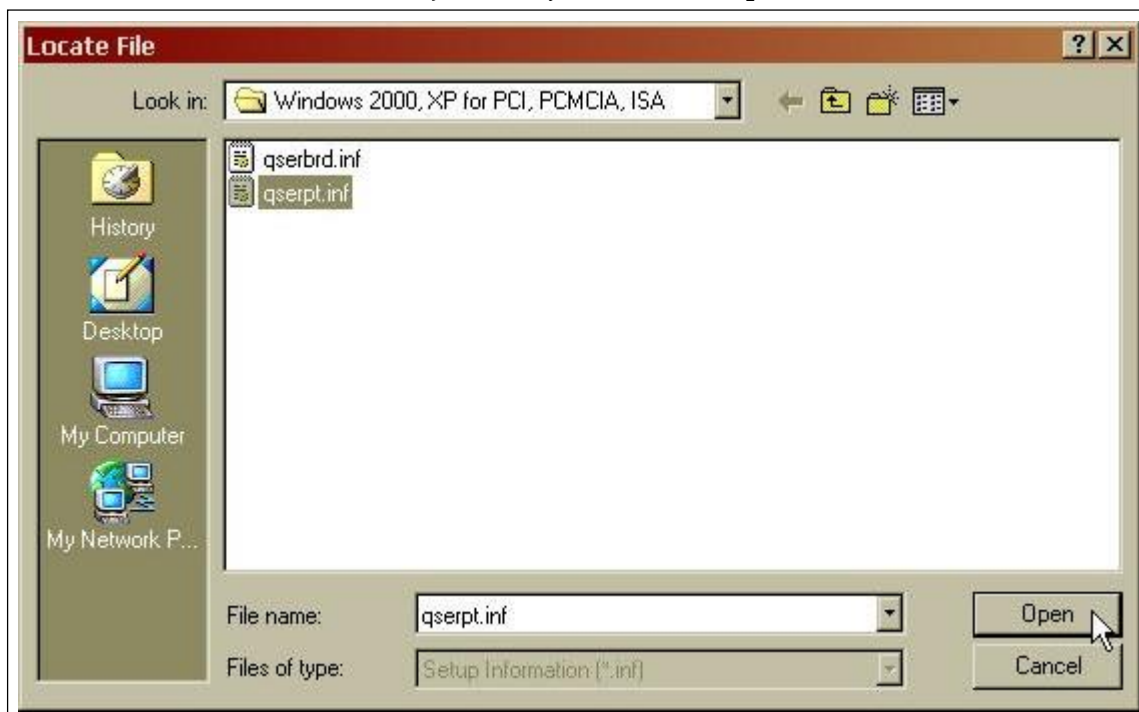 Locate File
Look in: Windows 2000, XP for PCI, PCMCIA, ISA
qserbrd.inf
qserpt.inf
History
Desktop
My Computer
My Network P...
File name: qserpt.inf Open
Files of type: Setup Information (*.inf) Cancel